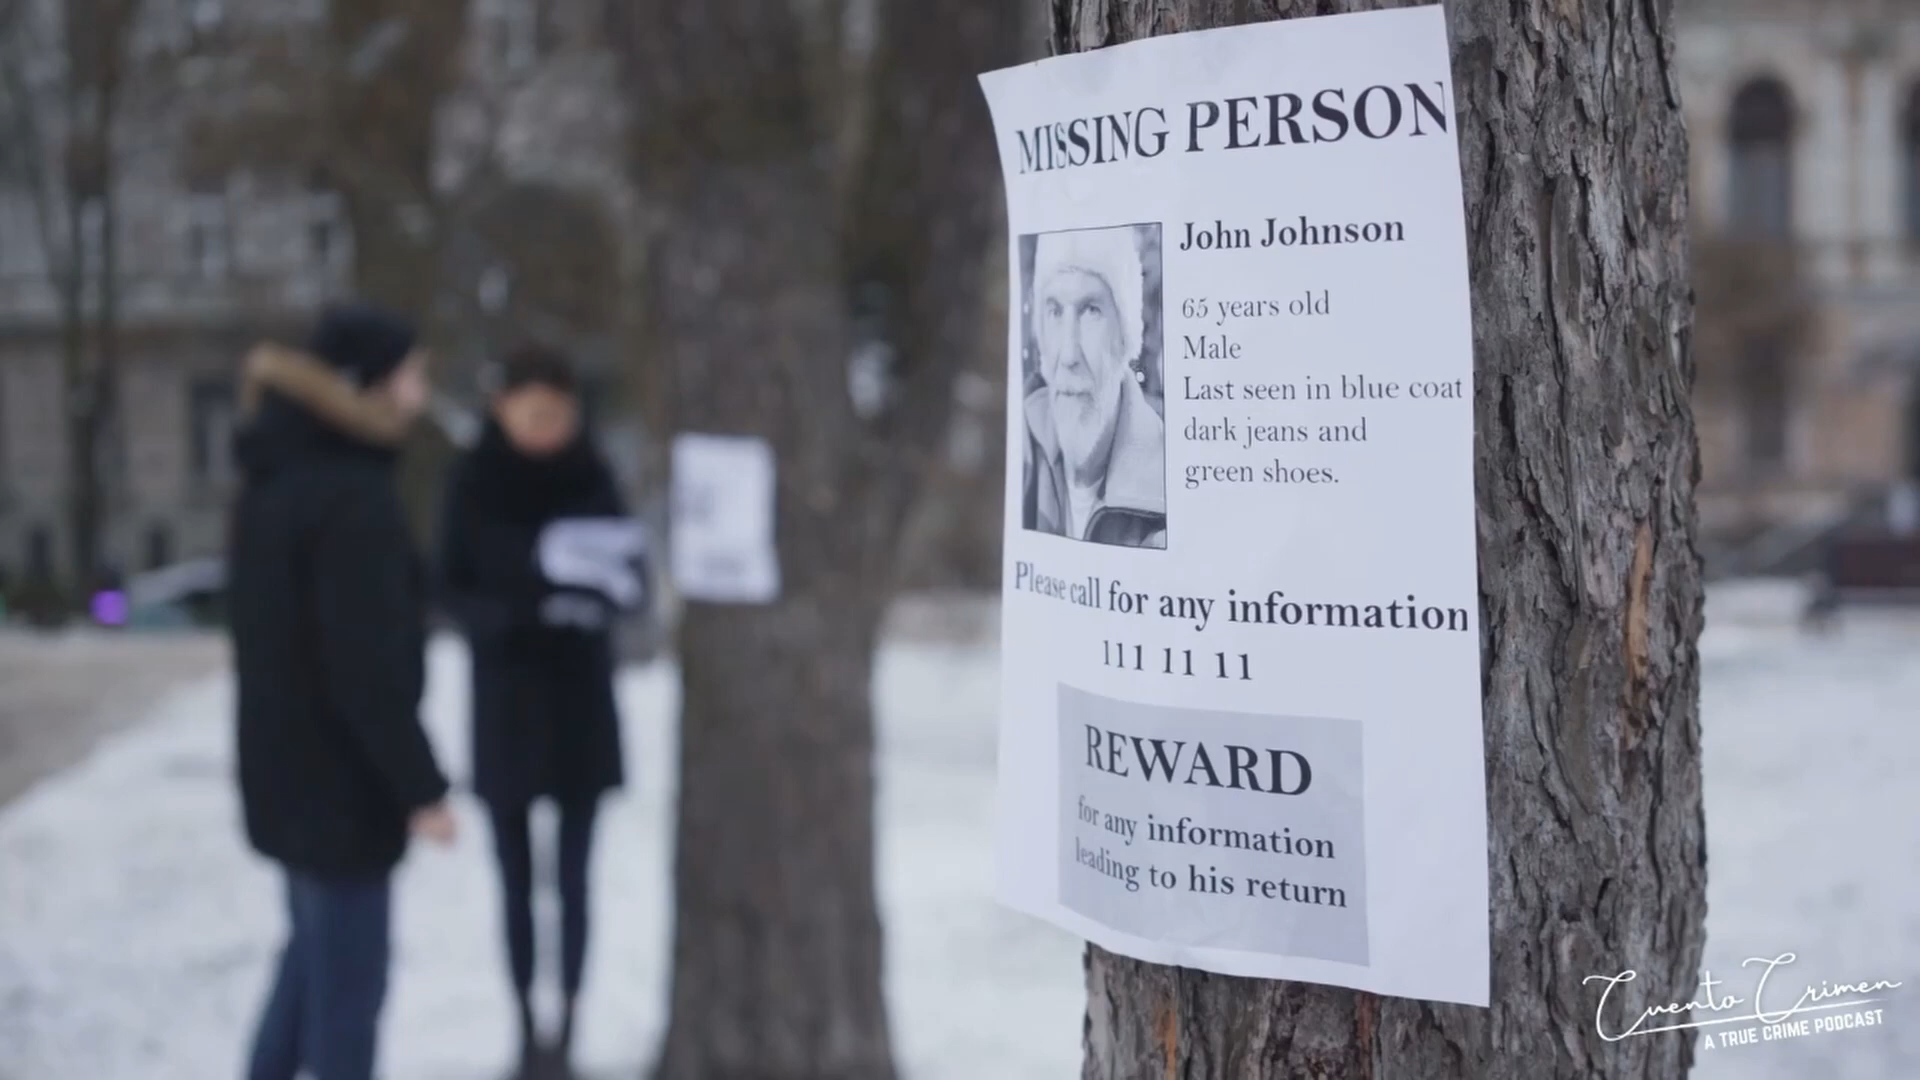 MISSING PERSON
John Johnson
65 years old
Male
Last seen in blue coat
dark jeans and
green shoes.
Please call for any information
111 11 11
REWARD
for any information
leading to his return
Cuento Crimen
A TRUE CRIME PODCAST